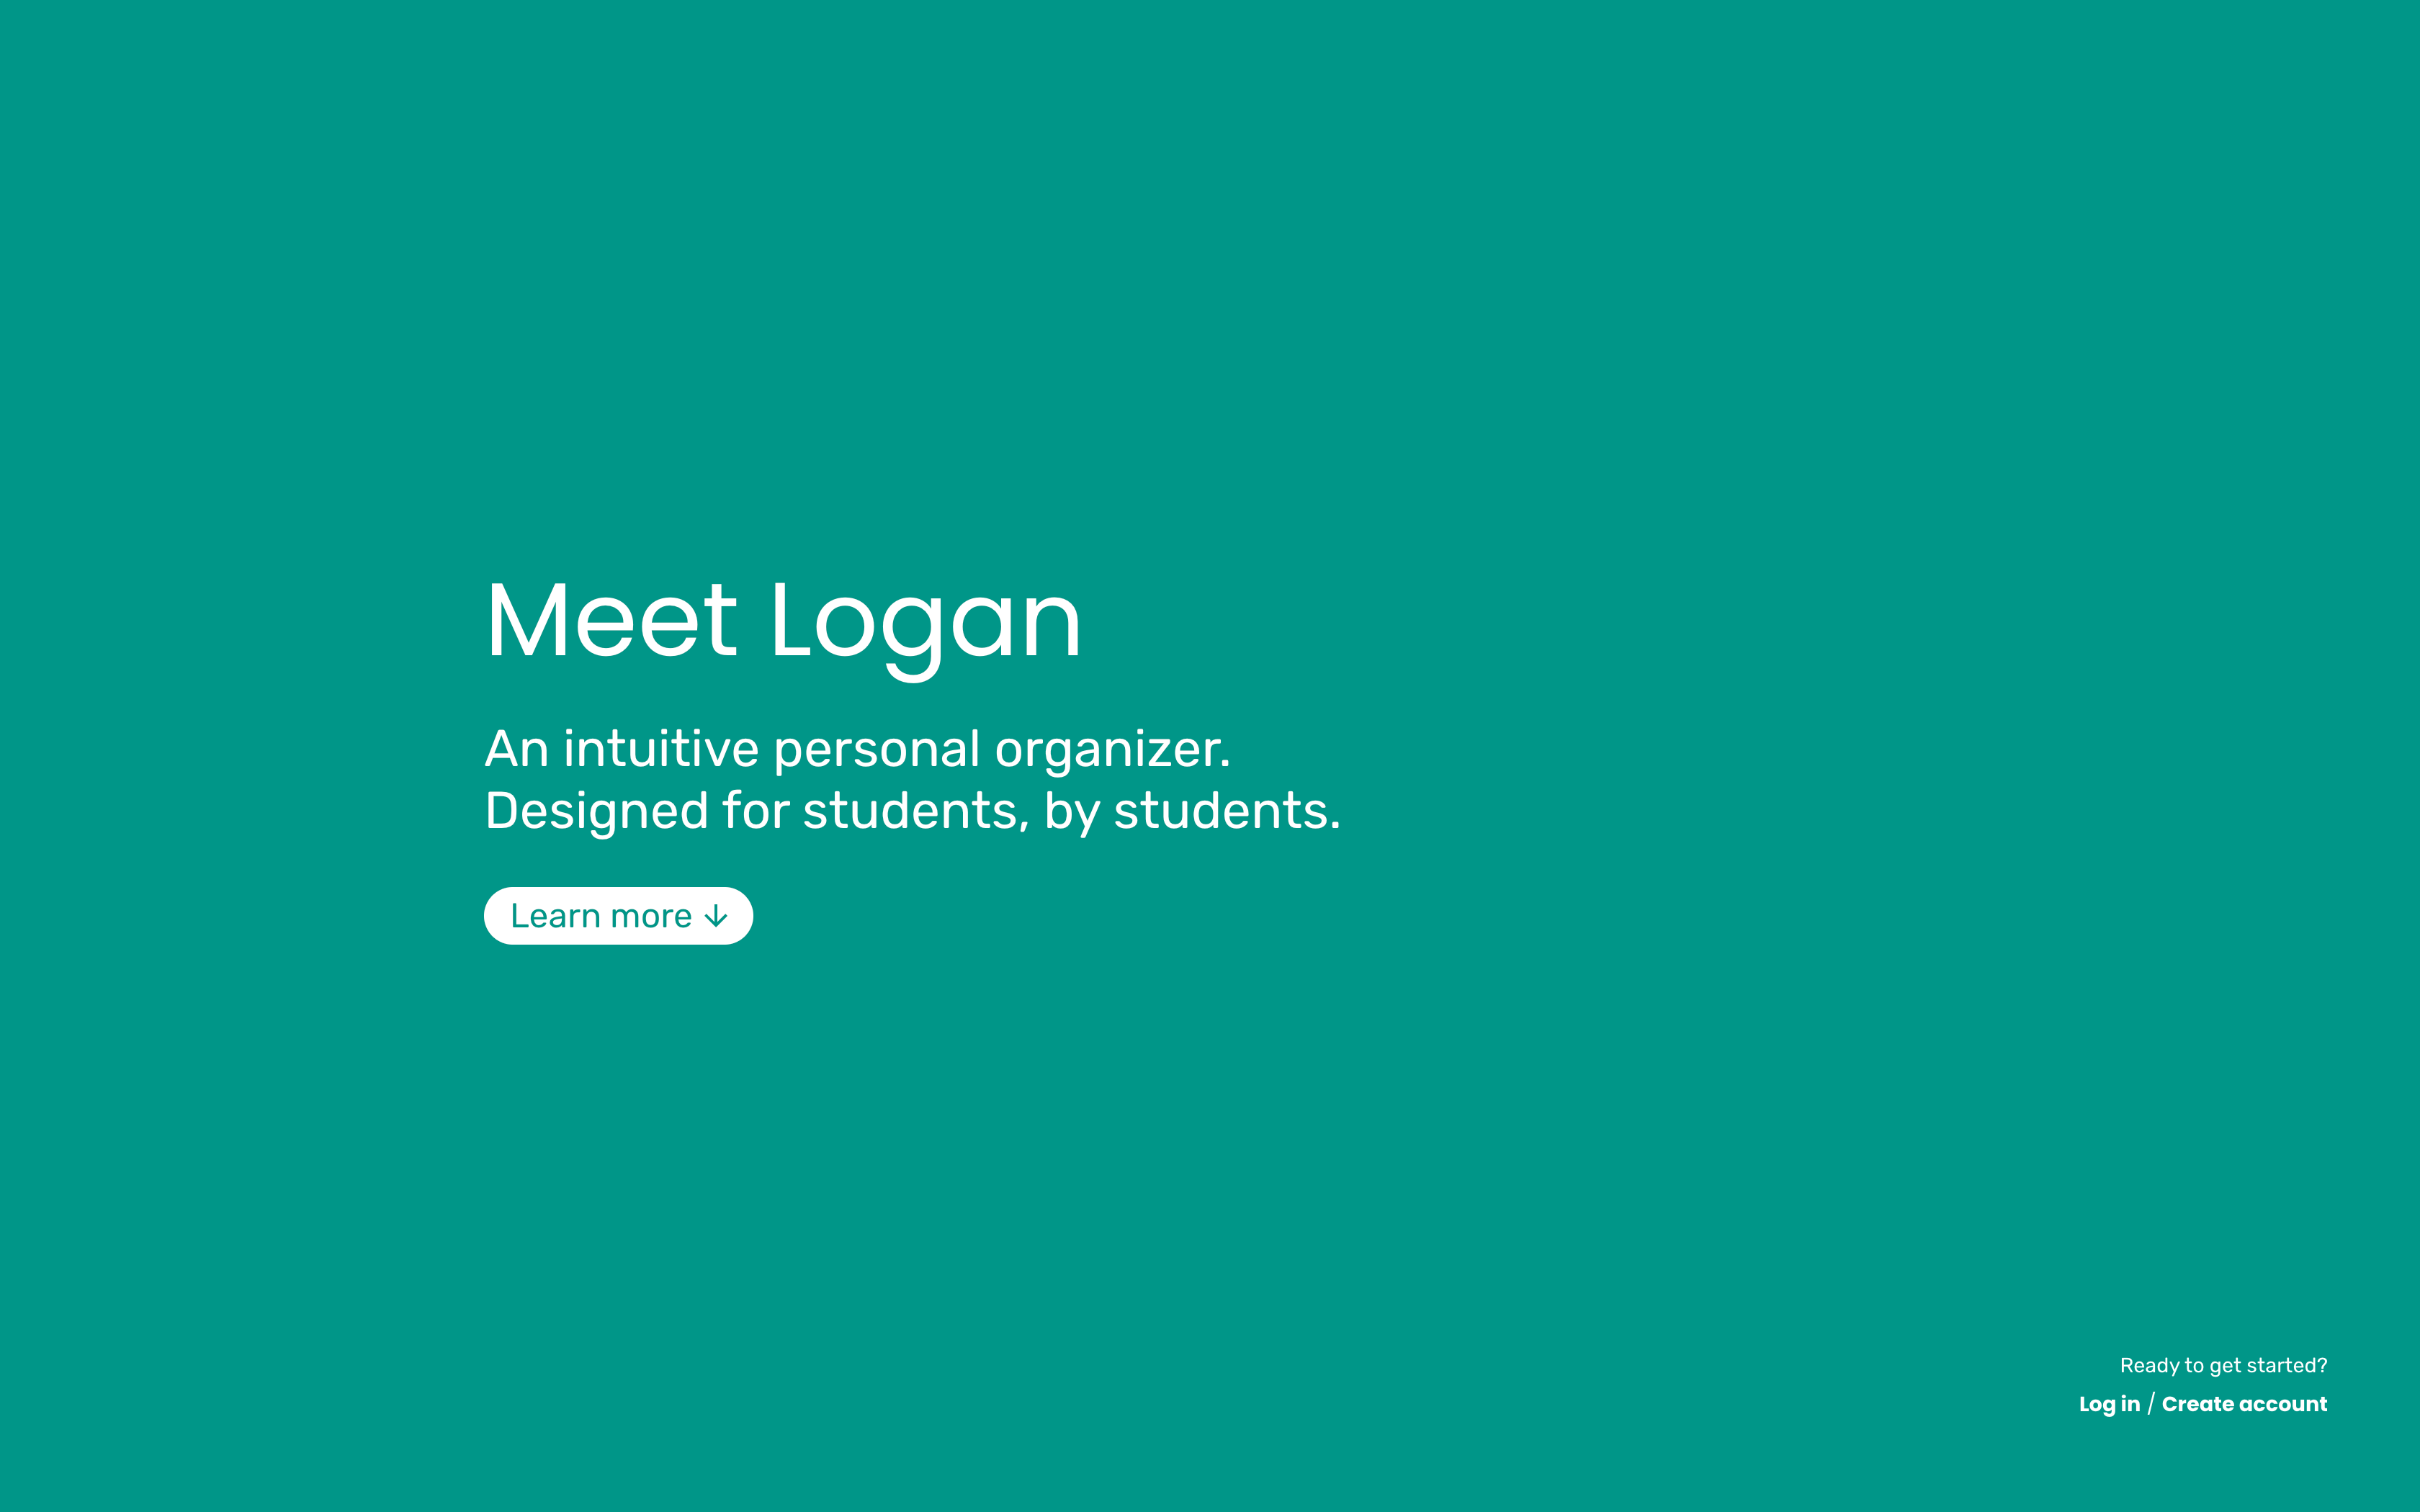 Meet Logan
An intuitive personal organizer.
Designed for students, by students.
Learn more ↓
Ready to get started?
Log in / Create account